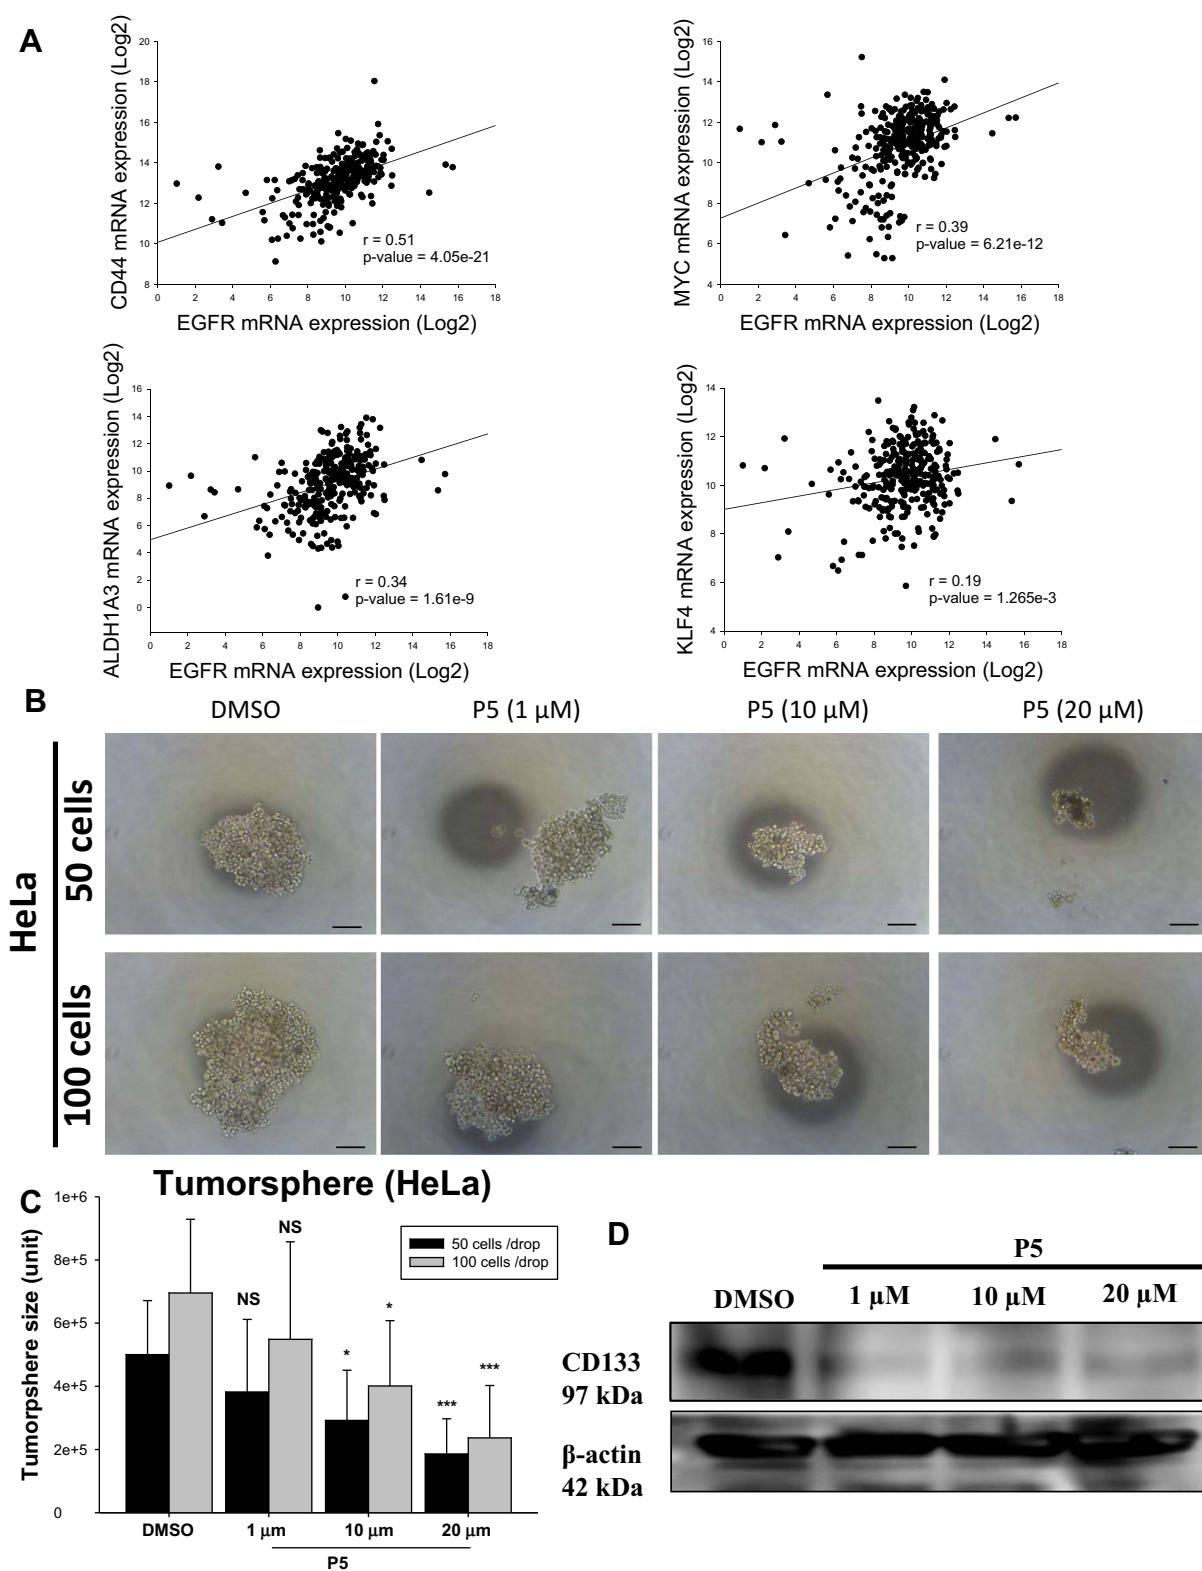 A
CD44 mRNA expression (Log2)
20
18
16
14
12
10
8
0 2 4 6 8 10 12 14 16 18
r = 0.51
p-value = 4.05e-21
EGFR mRNA expression (Log2)
MYC mRNA expression (Log2)
16
14
12
10
8
6
4
0 2 4 6 8 10 12 14 16 18
r = 0.39
p-value = 6.21e-12
EGFR mRNA expression (Log2)
ALDH1A3 mRNA expression (Log2)
16
14
12
10
8
6
4
2
0
0 2 4 6 8 10 12 14 16 18
r = 0.34
p-value = 1.61e-9
EGFR mRNA expression (Log2)
KLF4 mRNA expression (Log2)
14
12
10
8
6
4
0 2 4 6 8 10 12 14 16 18
r = 0.19
p-value = 1.265e-3
EGFR mRNA expression (Log2)
B
DMSO P5 (1 μM) P5 (10 μM) P5 (20 μM)
HeLa
50 cells
100 cells
C
Tumorsphere (HeLa)
Tumorpshere size (unit)
1e+6
8e+5
6e+5
4e+5
2e+5
0
50 cells /drop
100 cells /drop
NS
NS
*
*
***
***
DMSO 1 μm 10 μm 20 μm
P5
D
P5
DMSO 1 μM 10 μM 20 μM
CD133
97 kDa
β-actin
42 kDa